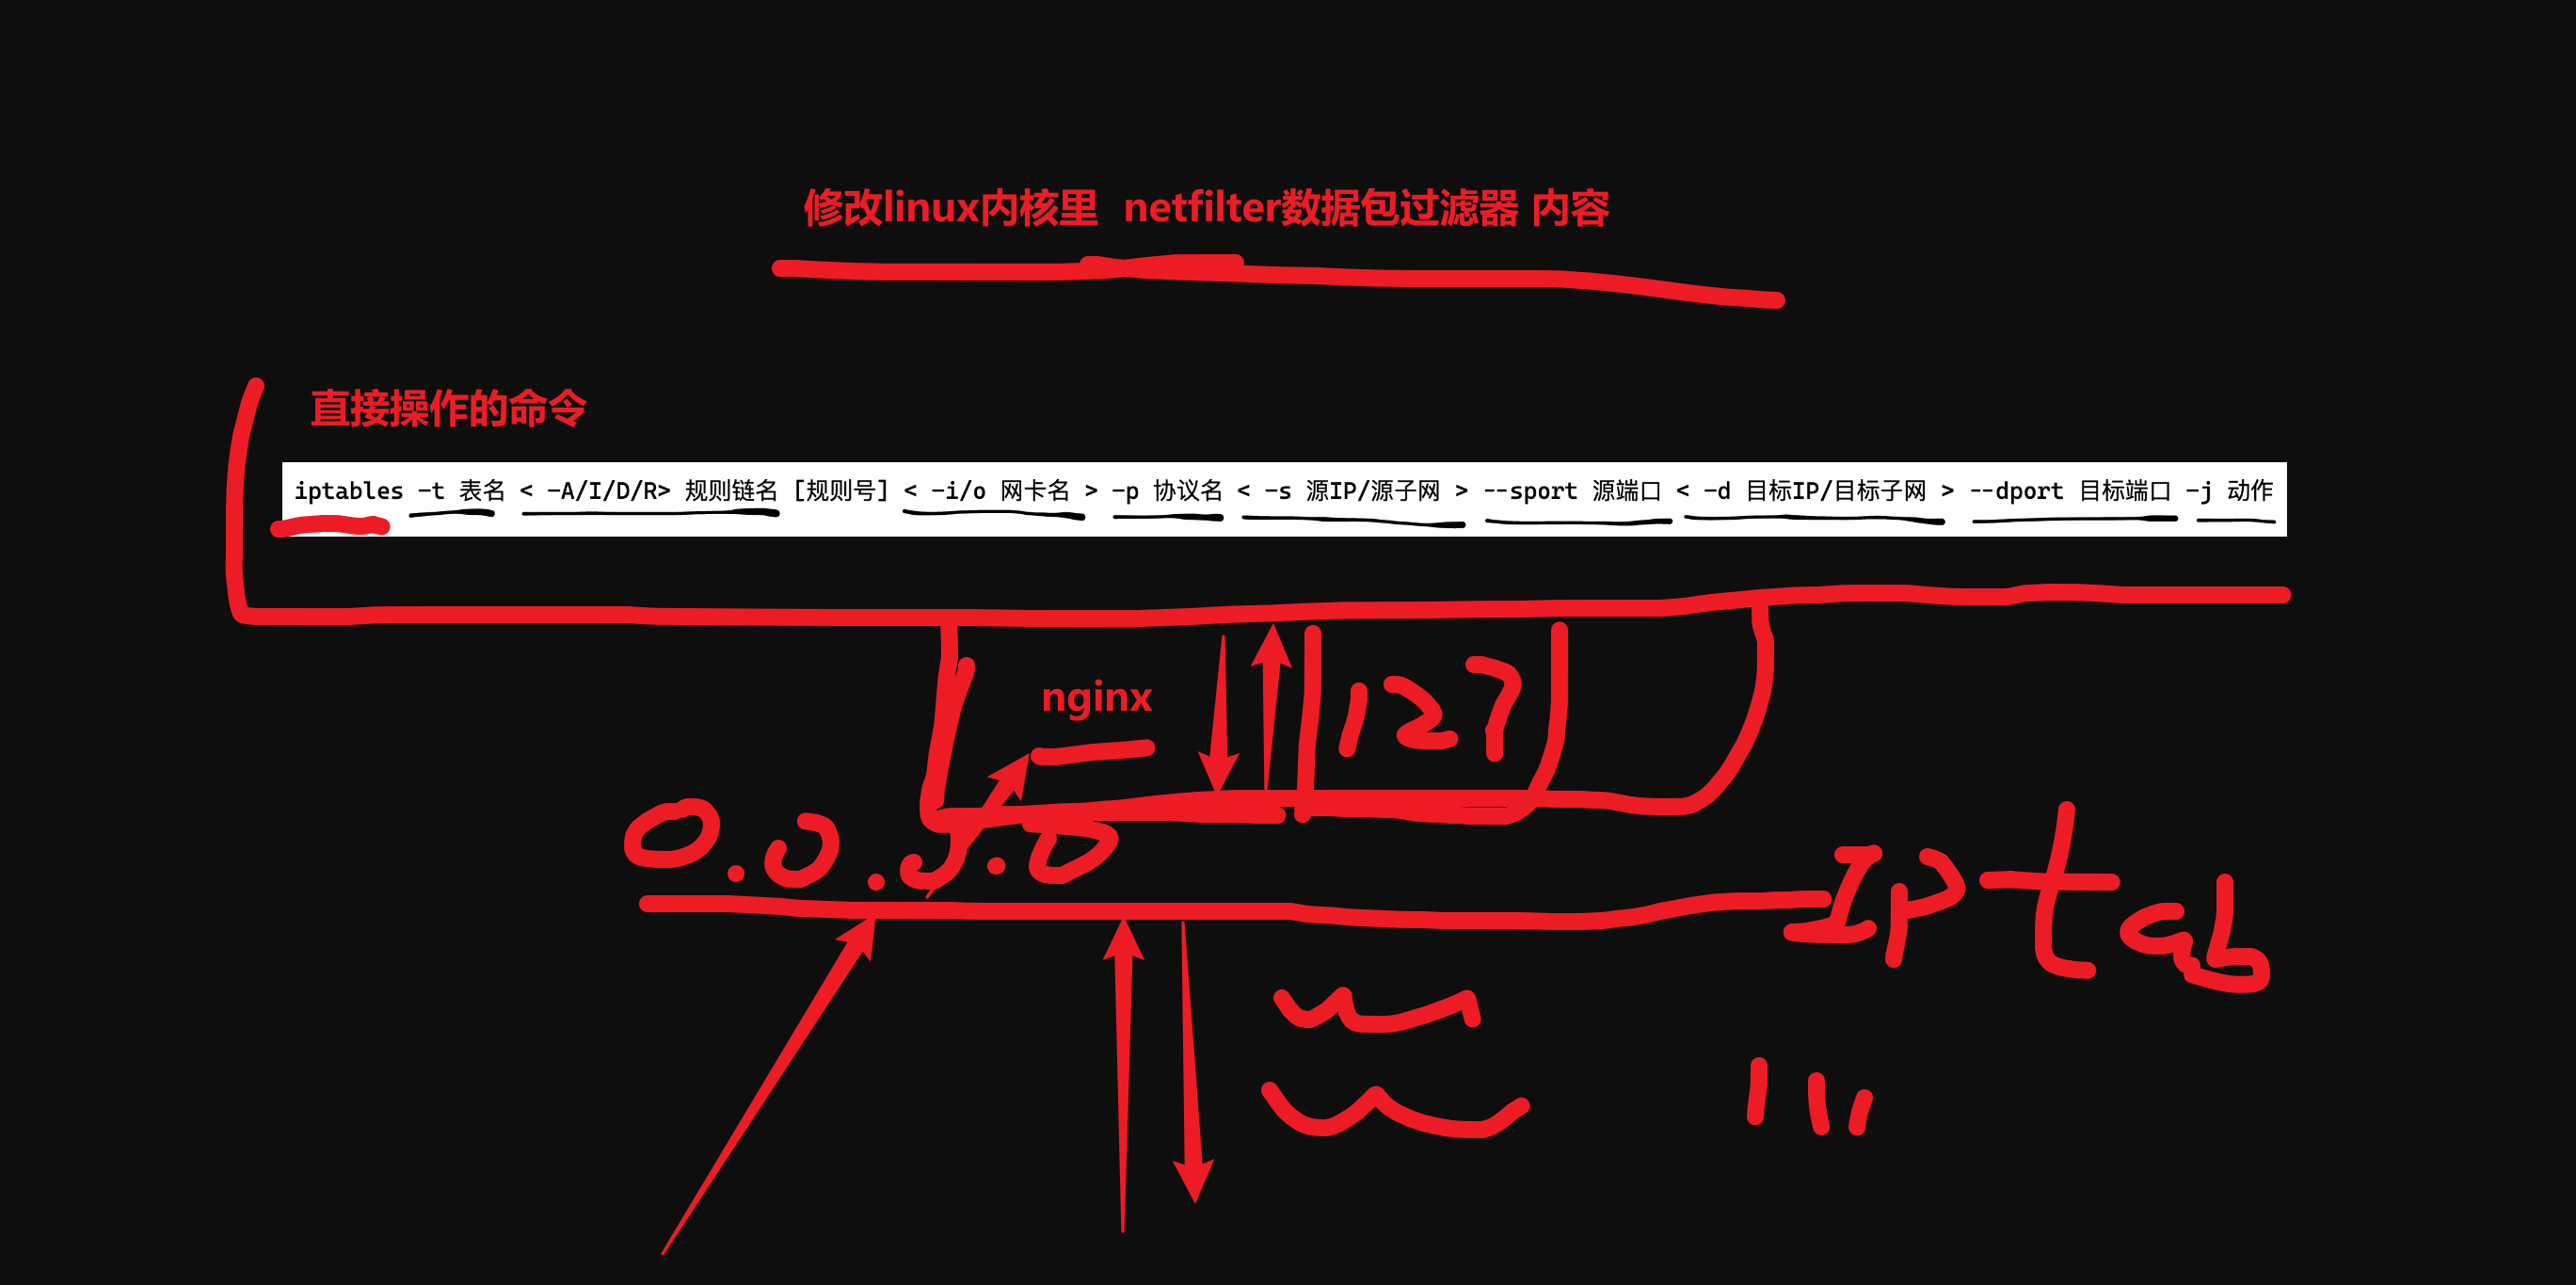 修改linux内核里 netfilter数据包过滤器 内容
直接操作的命令
iptables -t 表名 < -A/I/D/R> 规则链名 [规则号] < -i/o 网卡名 > -p 协议名 < -s 源IP/源子网 > --sport 源端口 < -d 目标IP/目标子网 > --dport 目标端口 -j 动作
nginx
127
0.0.0.0
Iptab